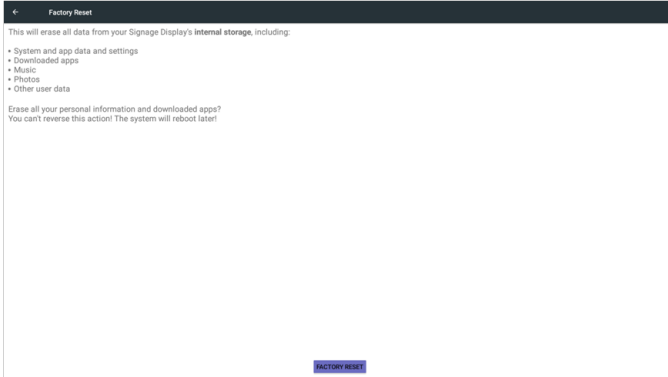 Factory Reset
This will erase all data from your Signage Display's internal storage, including:
• System and app data and settings
• Downloaded apps
• Music
• Photos
• Other user data
Erase all your personal information and downloaded apps?
You can't reverse this action! The system will reboot later!
FACTORY RESET